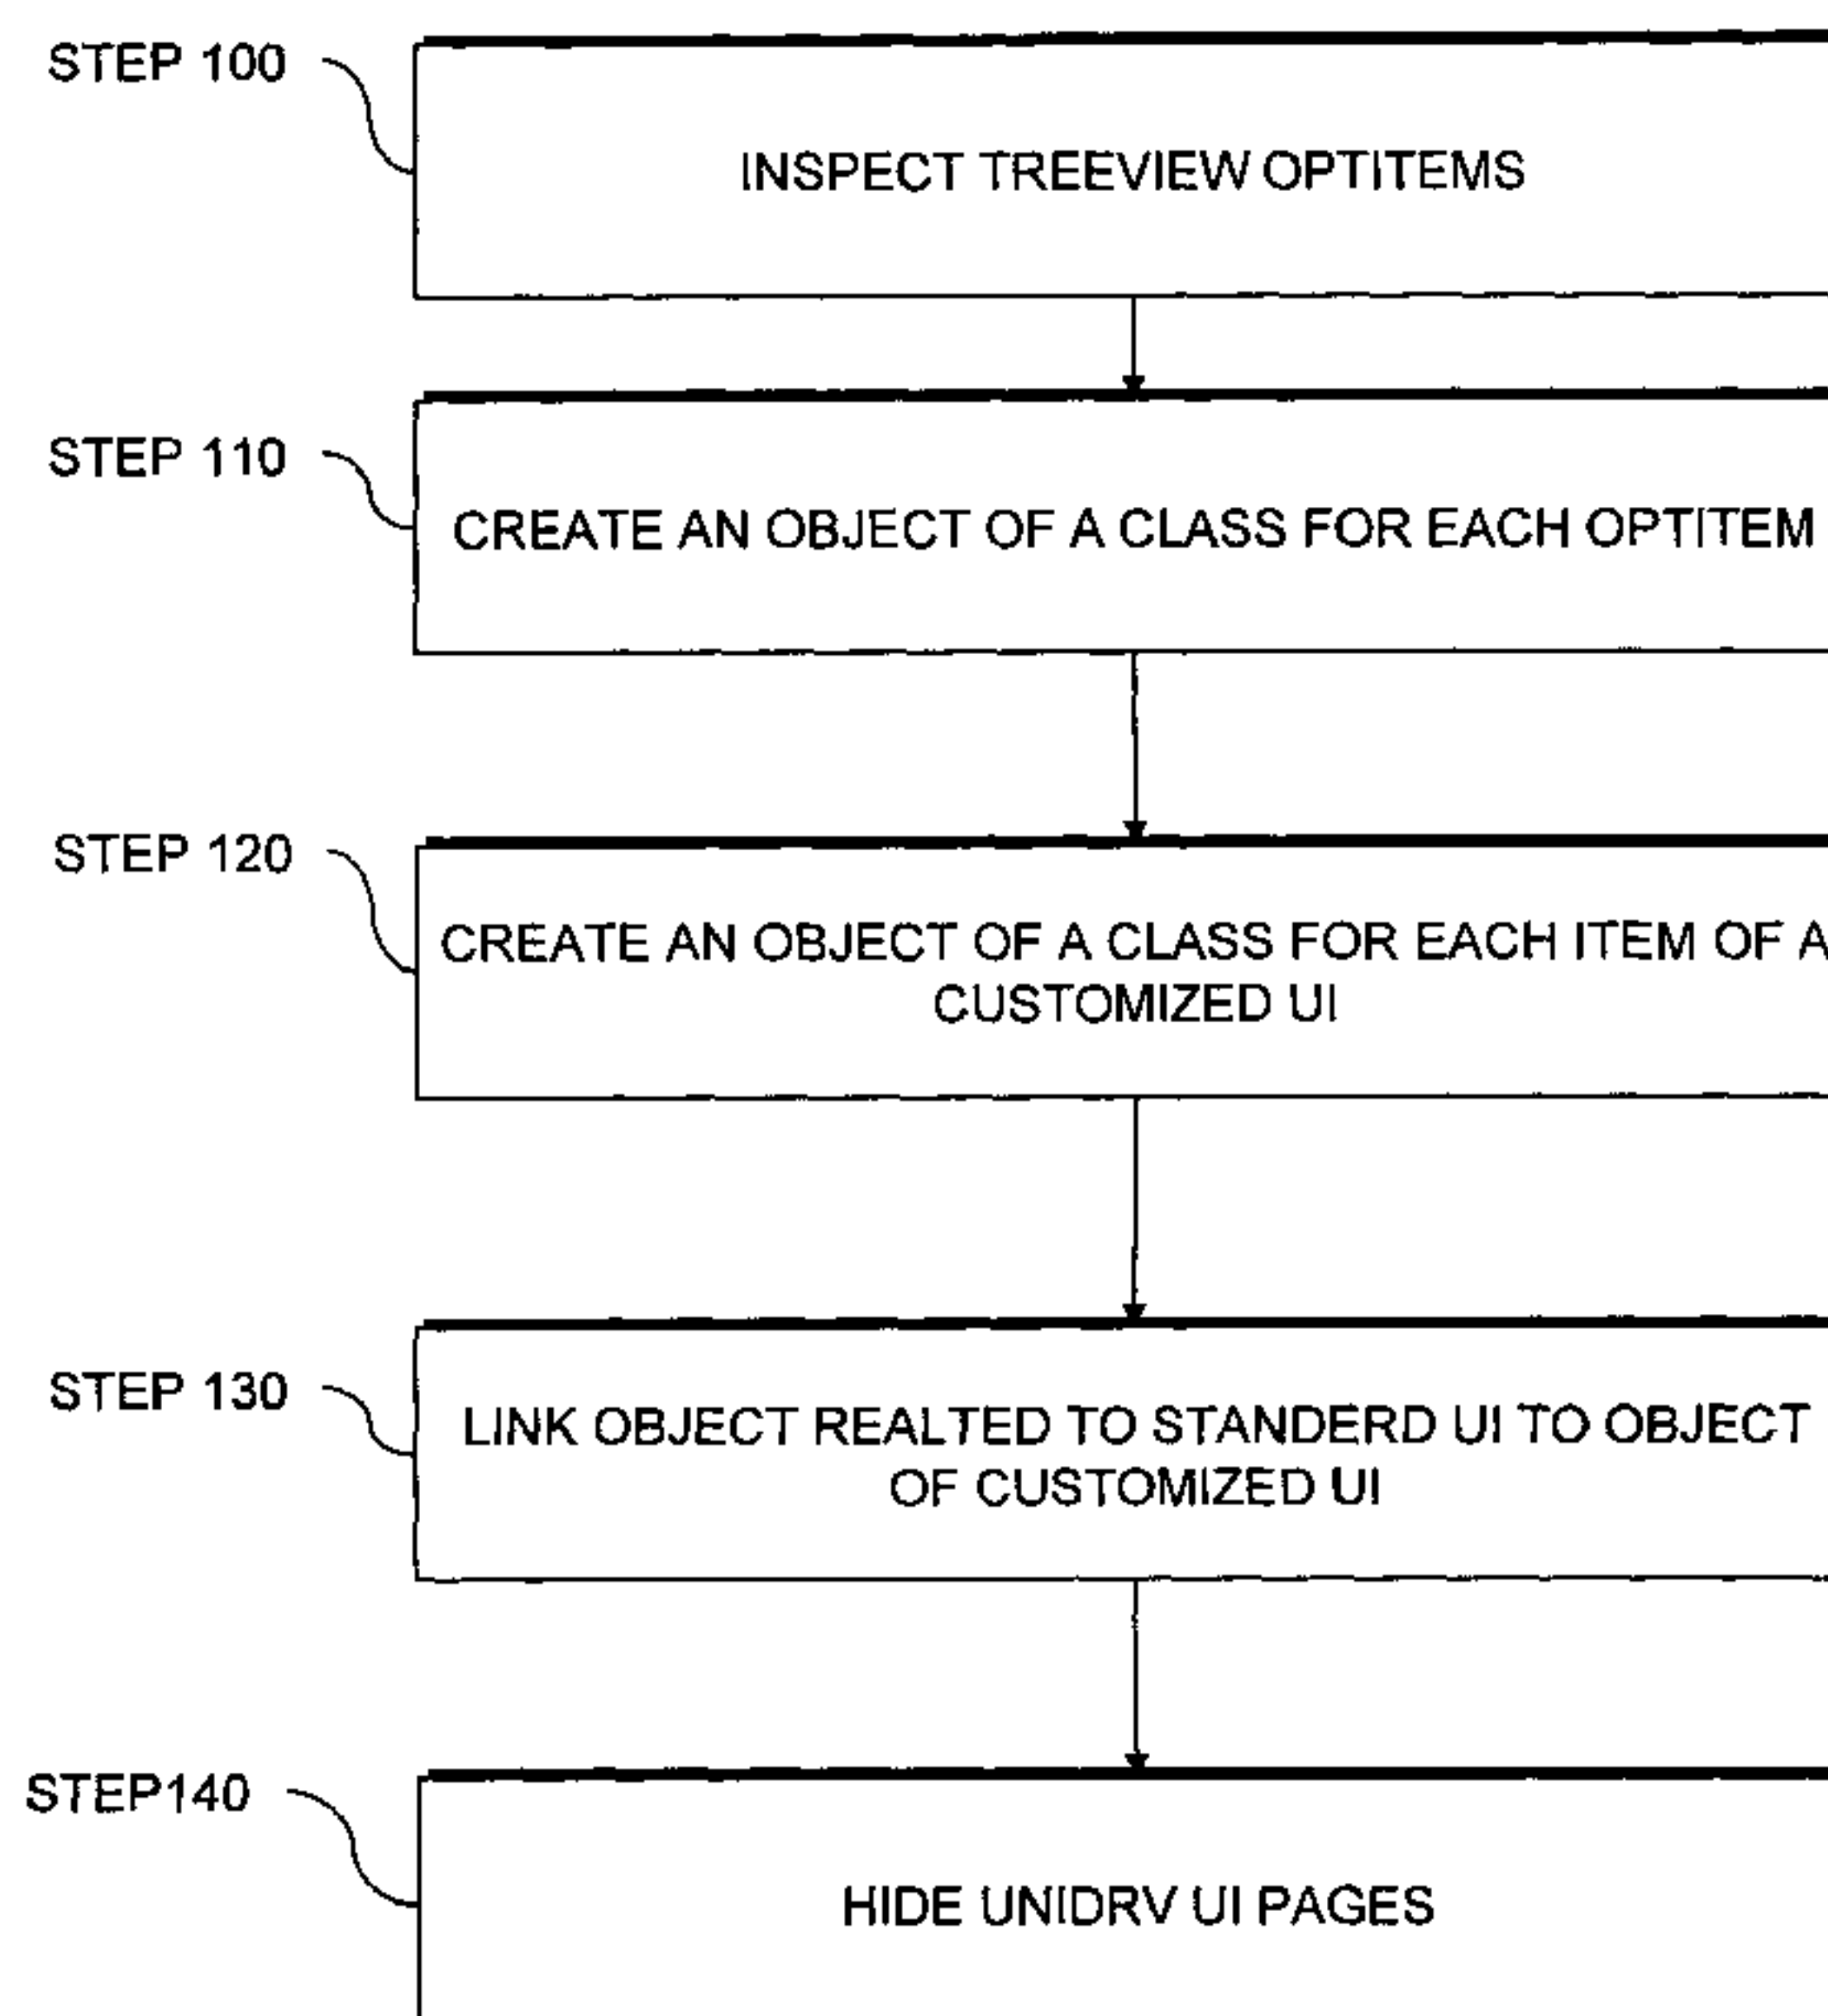 STEP 100
INSPECT TREEVIEW OPTITEMS
STEP 110
CREATE AN OBJECT OF A CLASS FOR EACH OPTITEM
STEP 120
CREATE AN OBJECT OF A CLASS FOR EACH ITEM OF A
CUSTOMIZED UI
STEP 130
LINK OBJECT REALTED TO STANDERD UI TO OBJECT
OF CUSTOMIZED UI
STEP140
HIDE UNIDRV UI PAGES